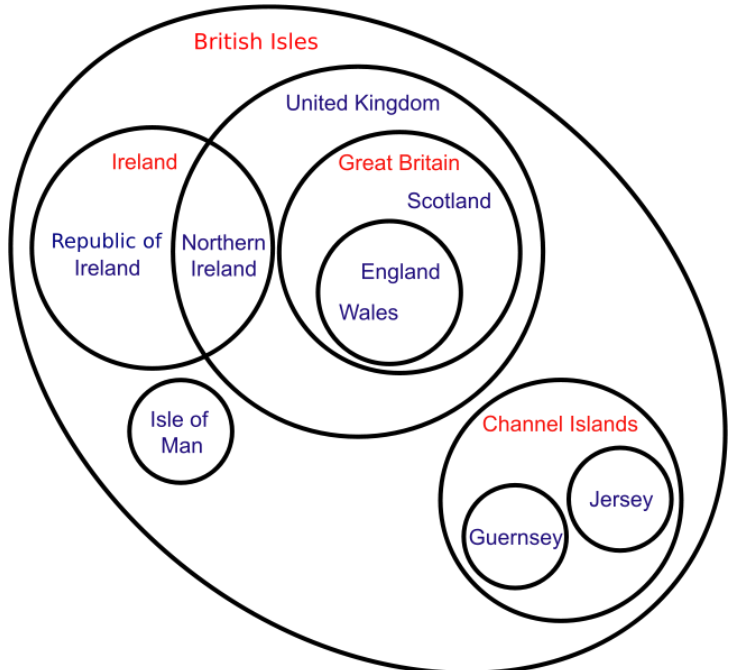 British Isles
United Kingdom
Ireland
Great Britain
Scotland
Republic of
Ireland
Northern
Ireland
England
Wales
Isle of
Man
Channel Islands
Jersey
Guernsey